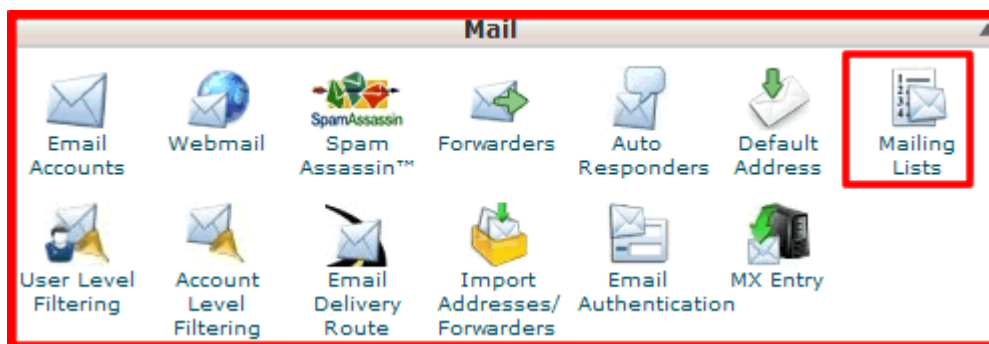 Mail
SpamAssassin
Email Accounts
Webmail
Spam Assassin™
Forwarders
Auto Responders
Default Address
Mailing Lists
User Level Filtering
Account Level Filtering
Email Delivery Route
Import Addresses/ Forwarders
Email Authentication
MX Entry